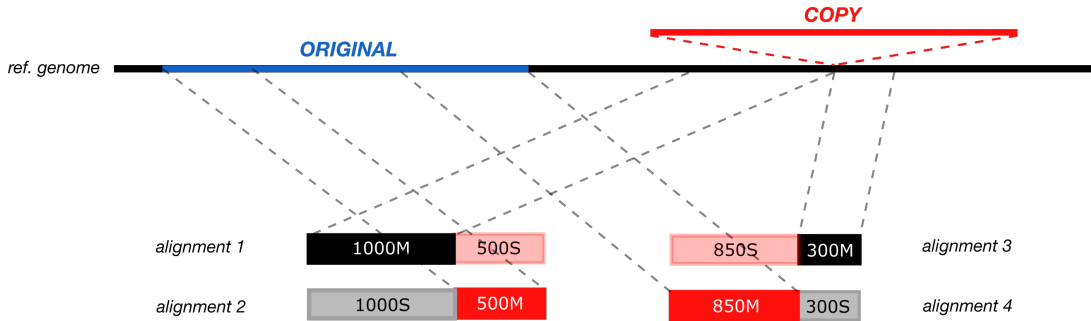 COPY
ORIGINAL
ref. genome
alignment 1 1000M 500S 850S 300M alignment 3
alignment 2 1000S 500M 850M 300S alignment 4